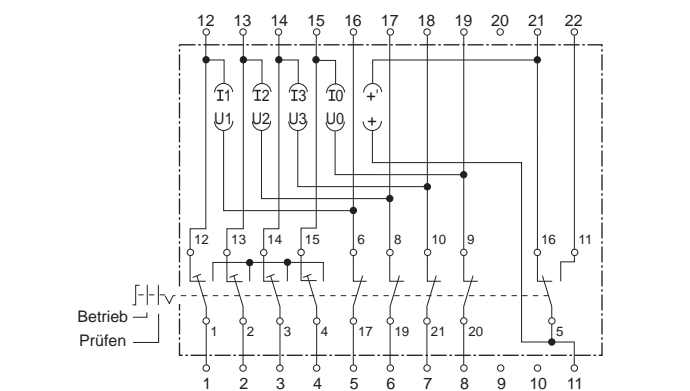 12 13 14 15 16 17 18 19 20 21 22
I1 I2 I3 I0 +'
U1 U2 U3 U0 +
12 13 14 15 6 8 10 9 16 11
Betrieb
1 2 3 4 17 19 21 20 5
Prüfen
1 2 3 4 5 6 7 8 9 10 11